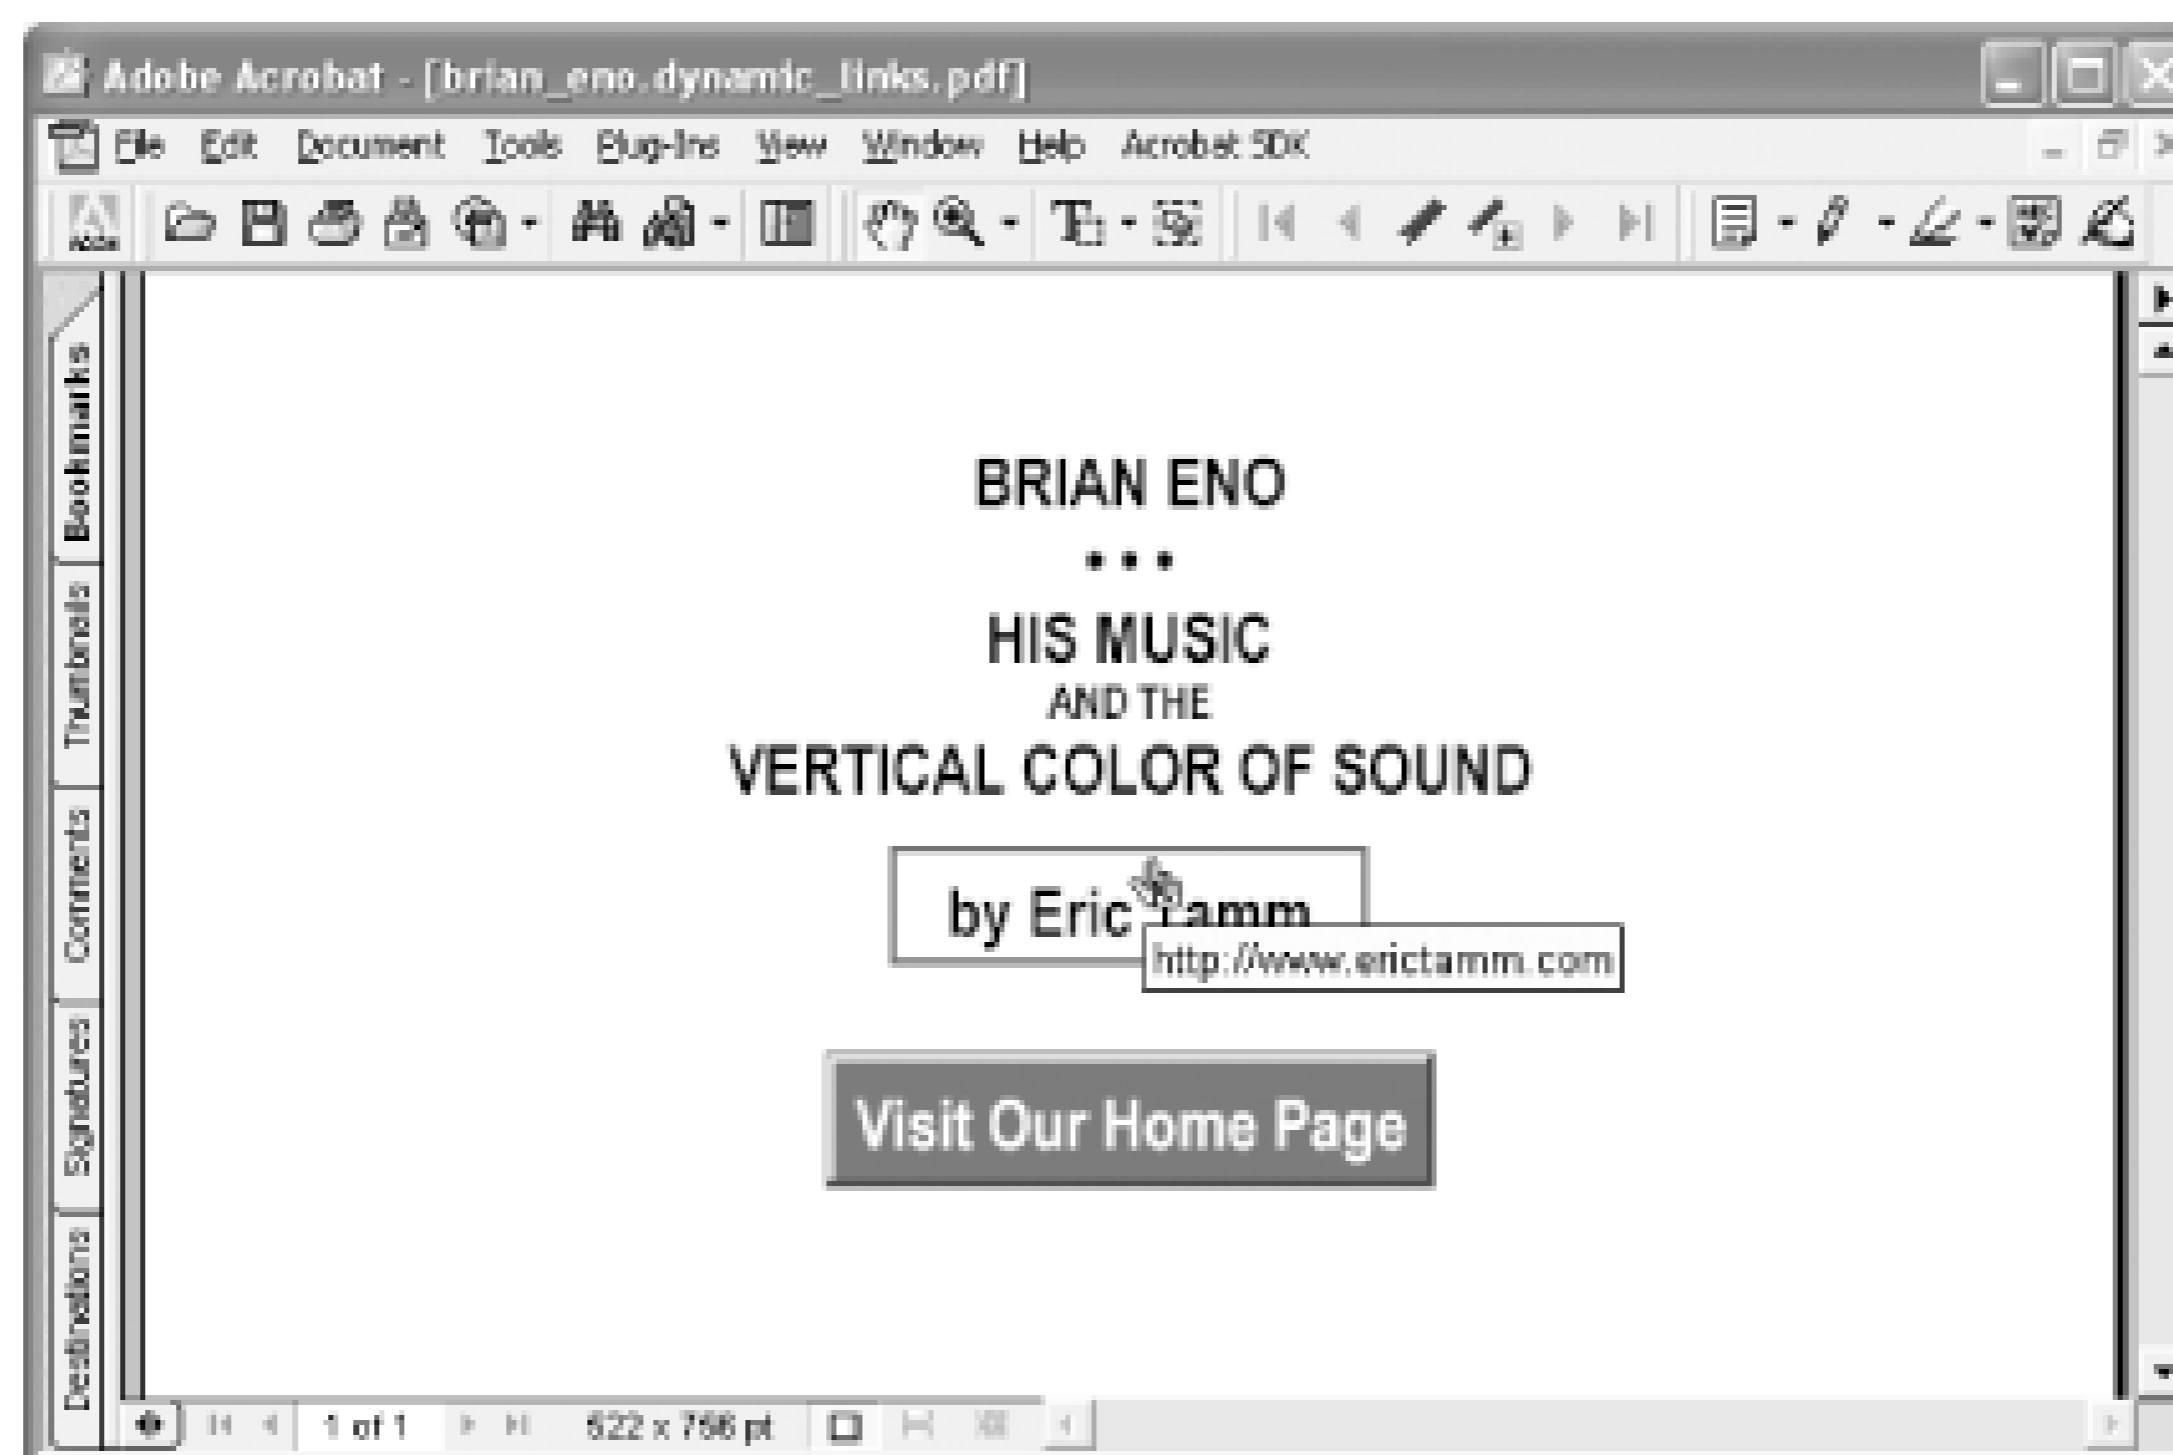 Adobe Acrobat - [brian_eno.dynamic_links.pdf]
File Edit Document Tools Plug-Ins View Window Help Acrobat SDK
Bookmarks
Thumbnails
Comments
Signatures
Destinations
BRIAN ENO
• • •
HIS MUSIC
AND THE
VERTICAL COLOR OF SOUND
by Eric Tamm
http://www.erictamm.com
Visit Our Home Page
1 of 1